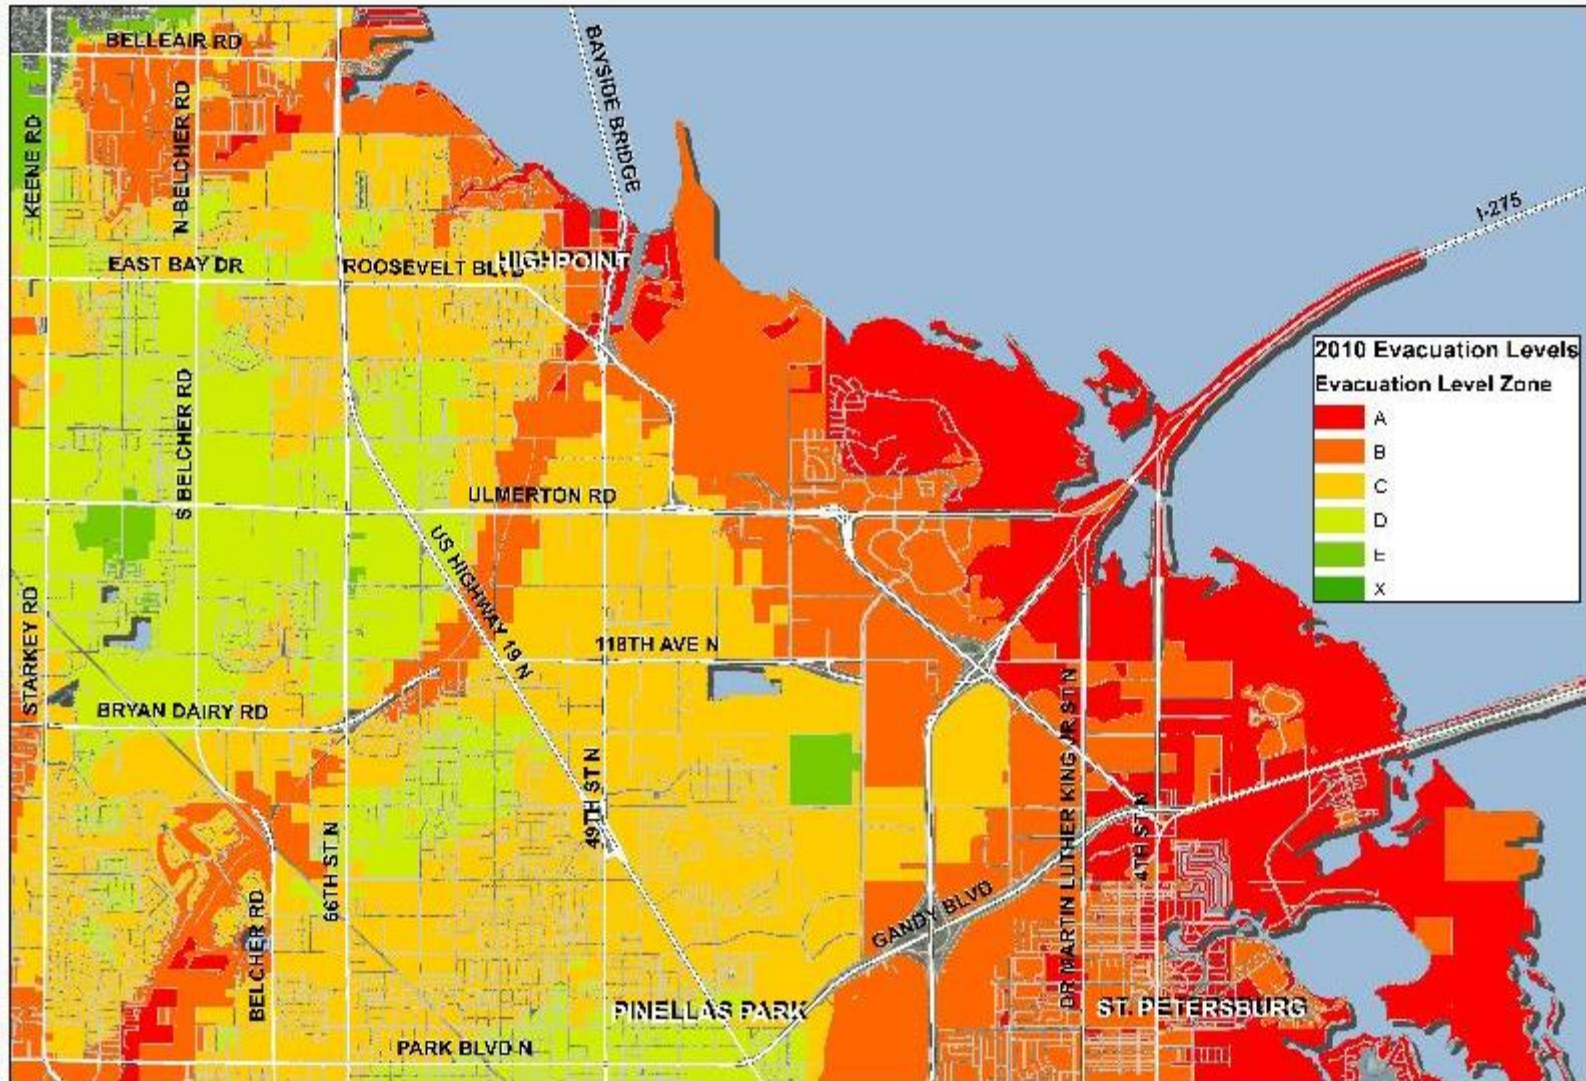 BELLEAIR RD
BAYSIDE BRIDGE
N BELCHER RD
KEENE RD
I-275
EAST BAY DR
ROOSEVELT BLVD
HIGHPOINT
2010 Evacuation Levels
Evacuation Level Zone
A
B
C
D
E
X
S BELCHER RD
ULMERTON RD
US HIGHWAY 19 N
STARKEY RD
118TH AVE N
BRYAN DAIRY RD
49TH ST N
66TH ST N
DR MARTIN LUTHER KING JR ST N
4TH ST N
BELCHER RD
GANDY BLVD
PINELLAS PARK
ST. PETERSBURG
PARK BLVD N